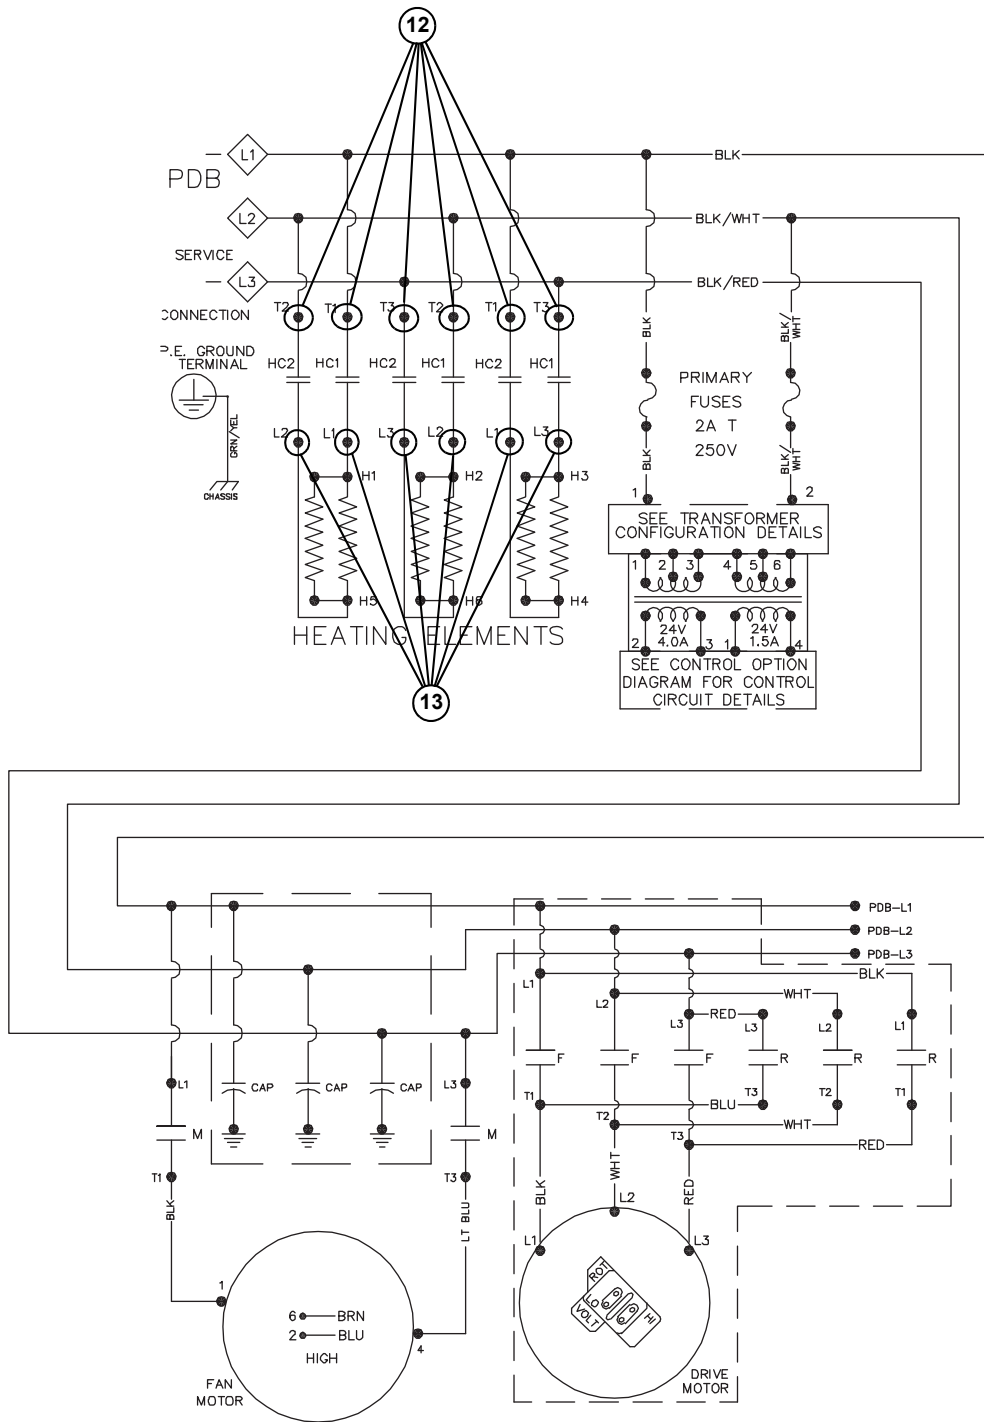 12
L1
BLK
PDB
L2
BLK/WHT
SERVICE
L3
BLK/RED
T2 T1 T3 T2 T1 T3
CONNECTION
BLK
BLK/
WHT
P.E. GROUND
TERMINAL
HC2 HC1 HC2 HC1 HC2 HC1
PRIMARY
FUSES
2A T
250V
GRN/YEL
L2 L1 L3 L2 L1 L3
BLK
BLK/
WHT
H1 H2 H3
CHASSIS
1 2
SEE TRANSFORMER
CONFIGURATION DETAILS
1 2 3 4 5 6
H5 H6 H4
HEATING ELEMENTS
24V 24V
4.0A 1.5A
2 3 1 4
SEE CONTROL OPTION
DIAGRAM FOR CONTROL
CIRCUIT DETAILS
13
PDB-L1
PDB-L2
PDB-L3
BLK
L1
WHT
L2
RED
L3 L3 L2 L1
F F F R R R
L1 CAP CAP CAP L3
T1 BLU T3 T2 T1
M M
T2 WHT
T3 RED
T1 T3
BLK
LT BLU
BLK
WHT
RED
L2
L1 L3
1
ROT
LO
VOLT
HI
6 BRN
2 BLU
HIGH
4
FAN
MOTOR
DRIVE
MOTOR